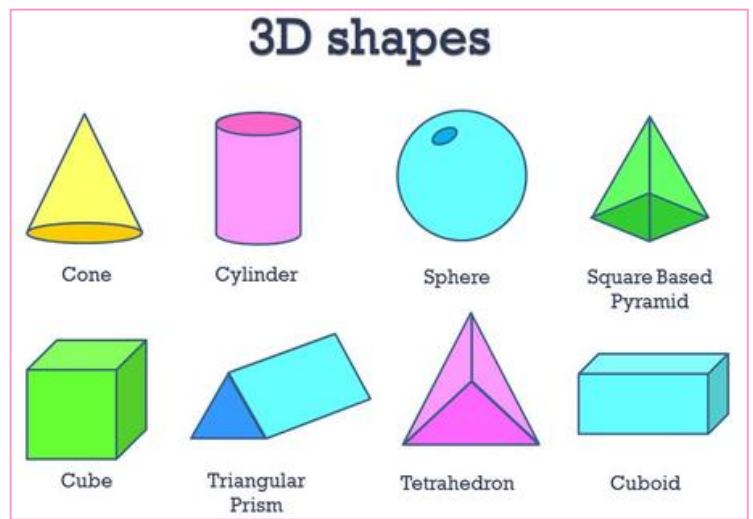 3D shapes
Cone
Cylinder
Sphere
Square Based
Pyramid
Cube
Triangular
Prism
Tetrahedron
Cuboid